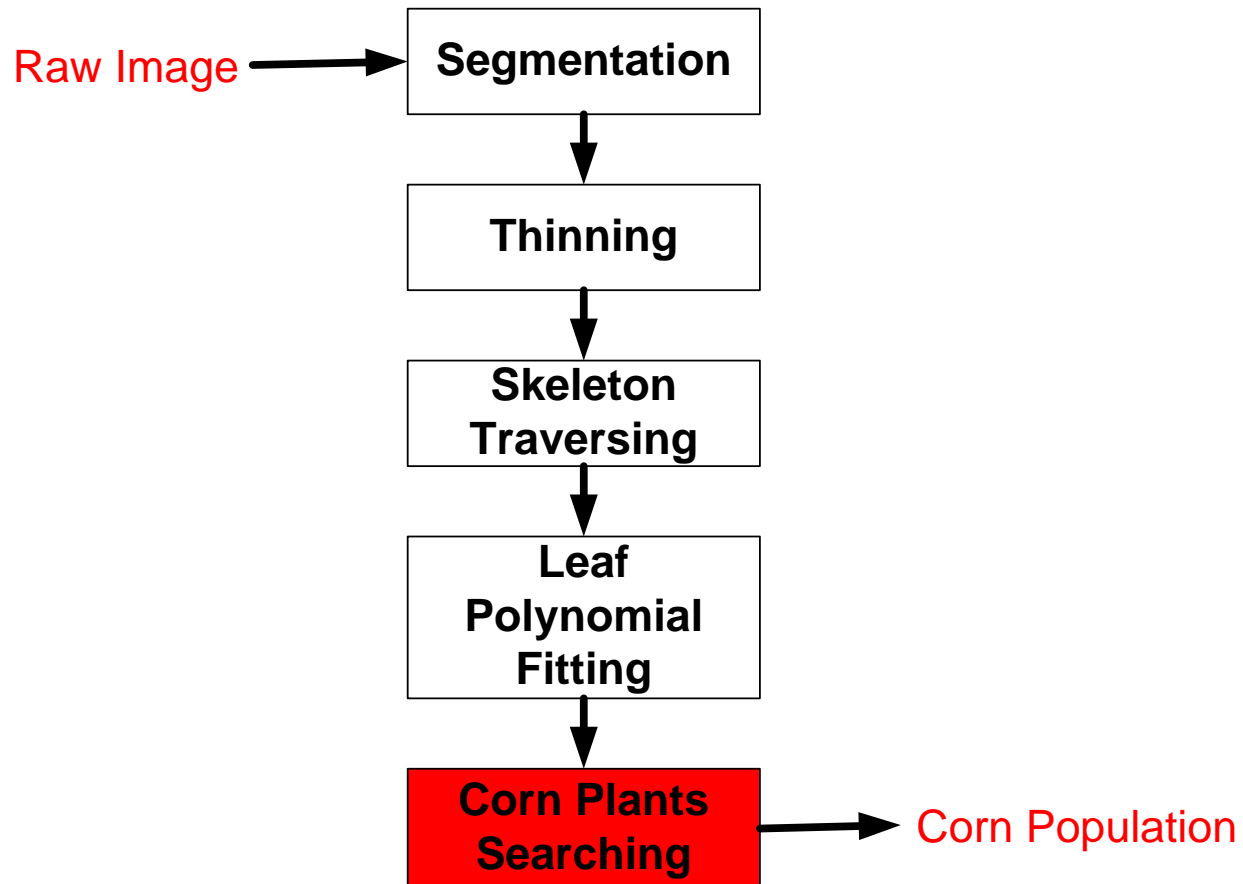 Raw Image
Segmentation
Thinning
Skeleton
Traversing
Leaf
Polynomial
Fitting
Corn Plants
Searching
Corn Population